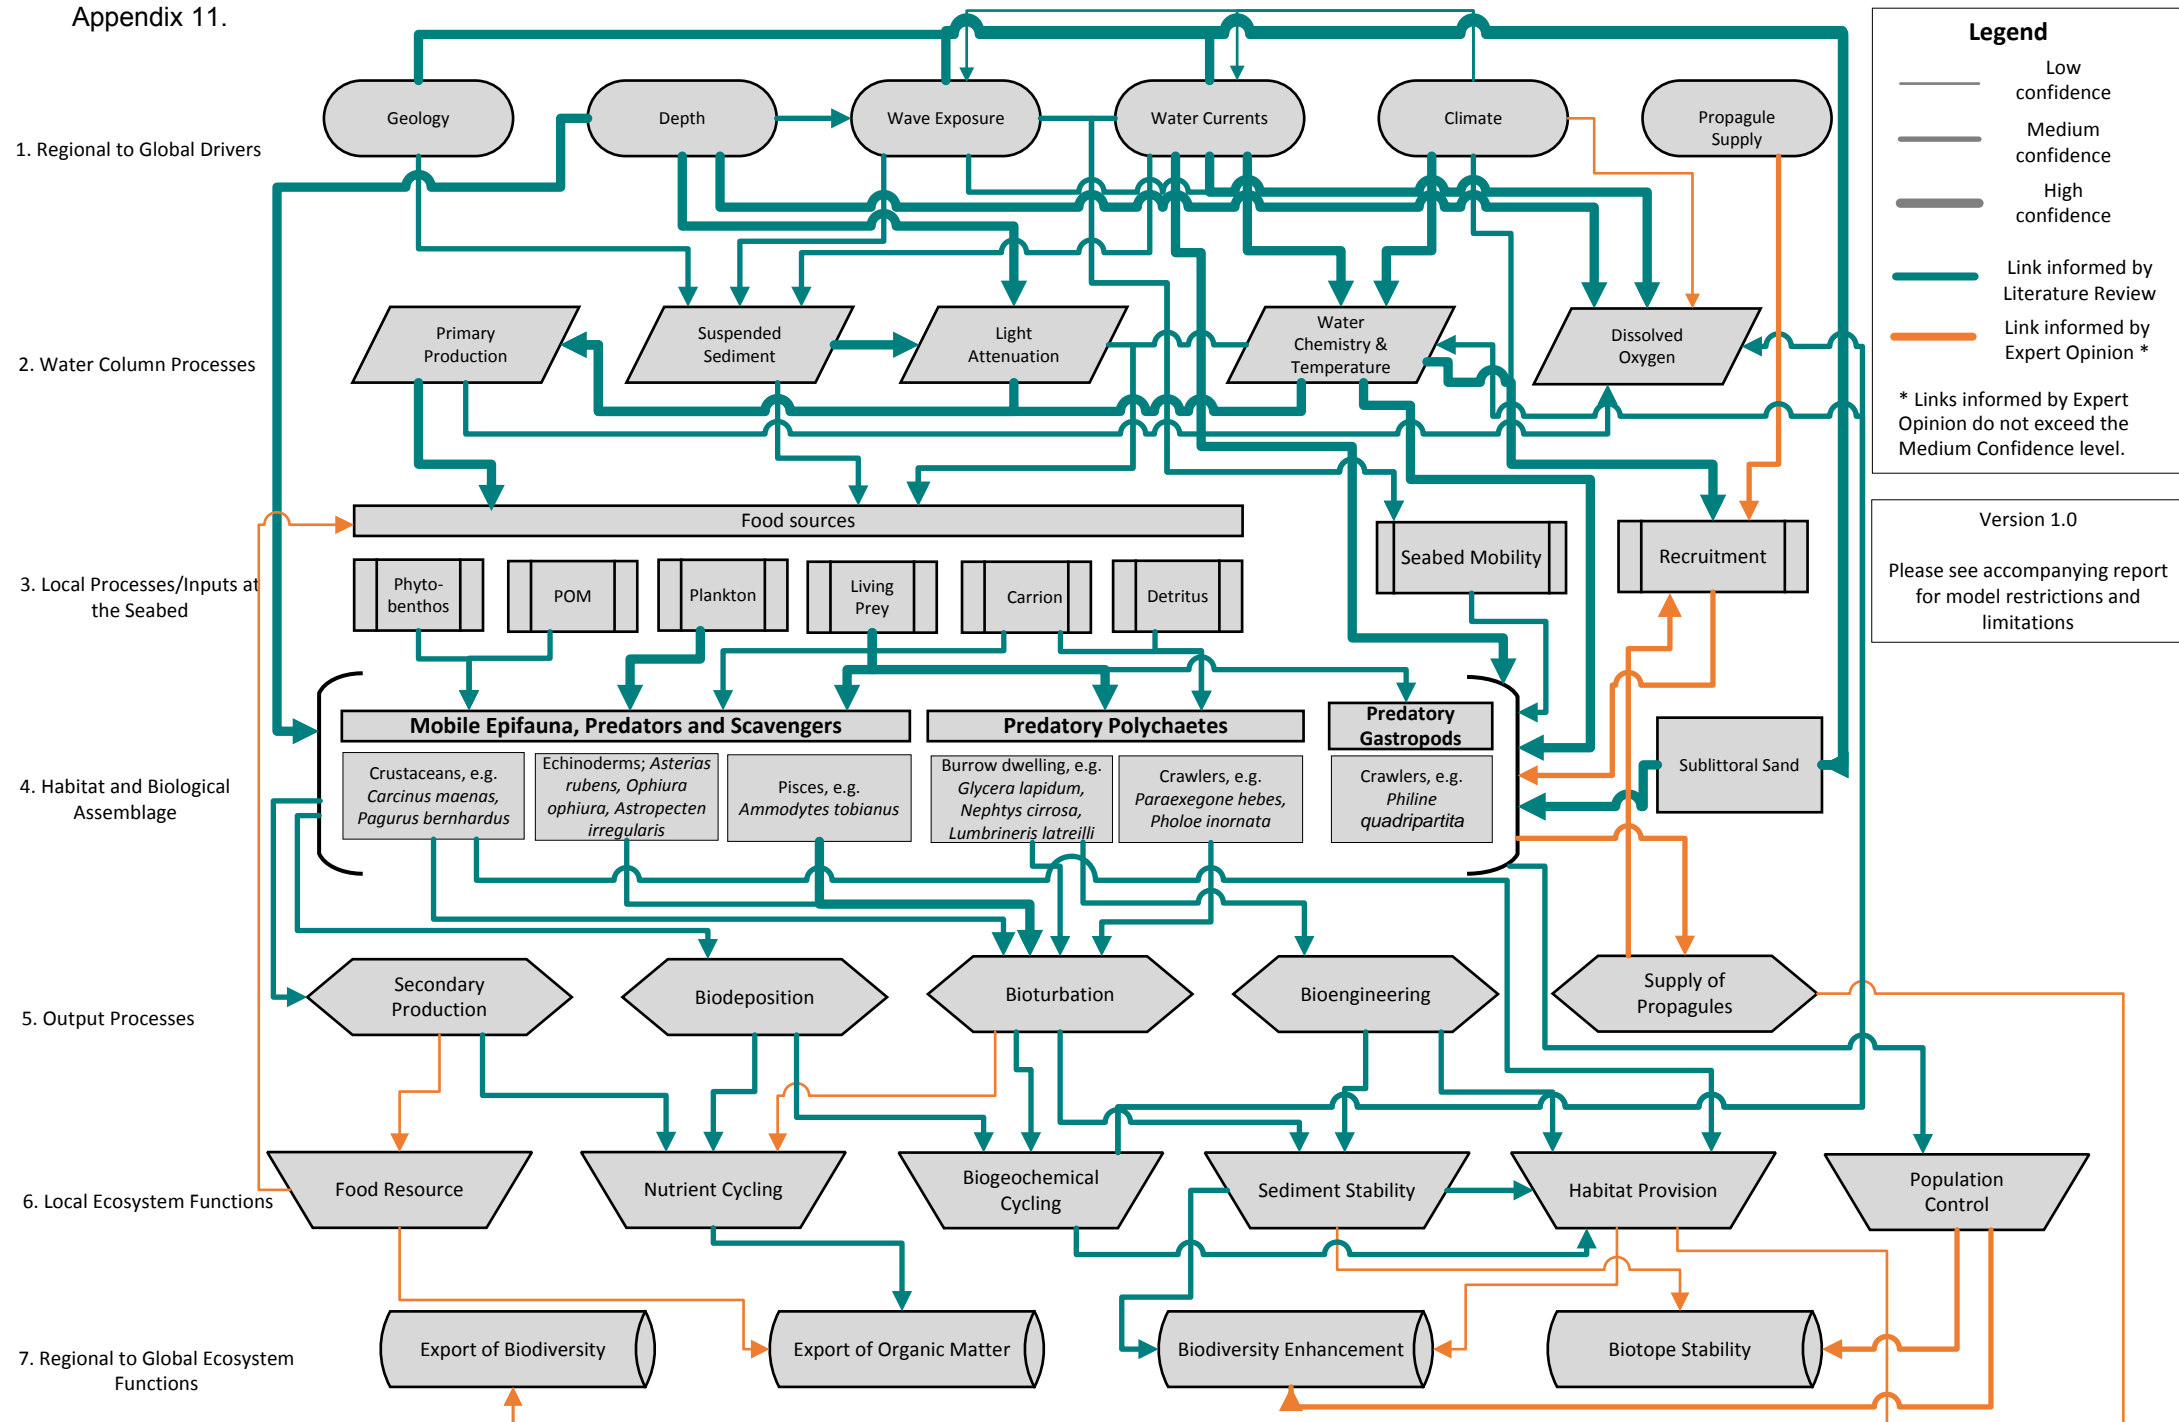 Appendix 11.
1. Regional to Global Drivers
Geology
Depth
Wave Exposure
Water Currents
Climate
Propagule
Supply
2. Water Column Processes
Primary
Production
Suspended
Sediment
Light
Attenuation
Water
Chemistry &
Temperature
Dissolved
Oxygen
3. Local Processes/Inputs at
the Seabed
Food sources
Phyto-
benthos
POM
Plankton
Living
Prey
Carrion
Detritus
Seabed Mobility
Recruitment
4. Habitat and Biological
Assemblage
Mobile Epifauna, Predators and Scavengers
Crustaceans, e.g.
Carcinus maenas,
Pagurus bernhardus
Echinoderms; Asterias
rubens, Ophiura
ophiura, Astropecten
irregularis
Pisces, e.g.
Ammodytes tobianus
Predatory Polychaetes
Burrow dwelling, e.g.
Glycera lapidum,
Nephtys cirrosa,
Lumbrineris latreilli
Crawlers, e.g.
Paraexegone hebes,
Pholoe inornata
Predatory
Gastropods
Crawlers, e.g.
Philine
quadripartita
Sublittoral Sand
5. Output Processes
Secondary
Production
Biodeposition
Bioturbation
Bioengineering
Supply of
Propagules
6. Local Ecosystem Functions
Food Resource
Nutrient Cycling
Biogeochemical
Cycling
Sediment Stability
Habitat Provision
Population
Control
7. Regional to Global Ecosystem
Functions
Export of Biodiversity
Export of Organic Matter
Biodiversity Enhancement
Biotope Stability
Legend
Low
confidence
Medium
confidence
High
confidence
Link informed by
Literature Review
Link informed by
Expert Opinion *
* Links informed by Expert
Opinion do not exceed the
Medium Confidence level.
Version 1.0
Please see accompanying report
for model restrictions and
limitations